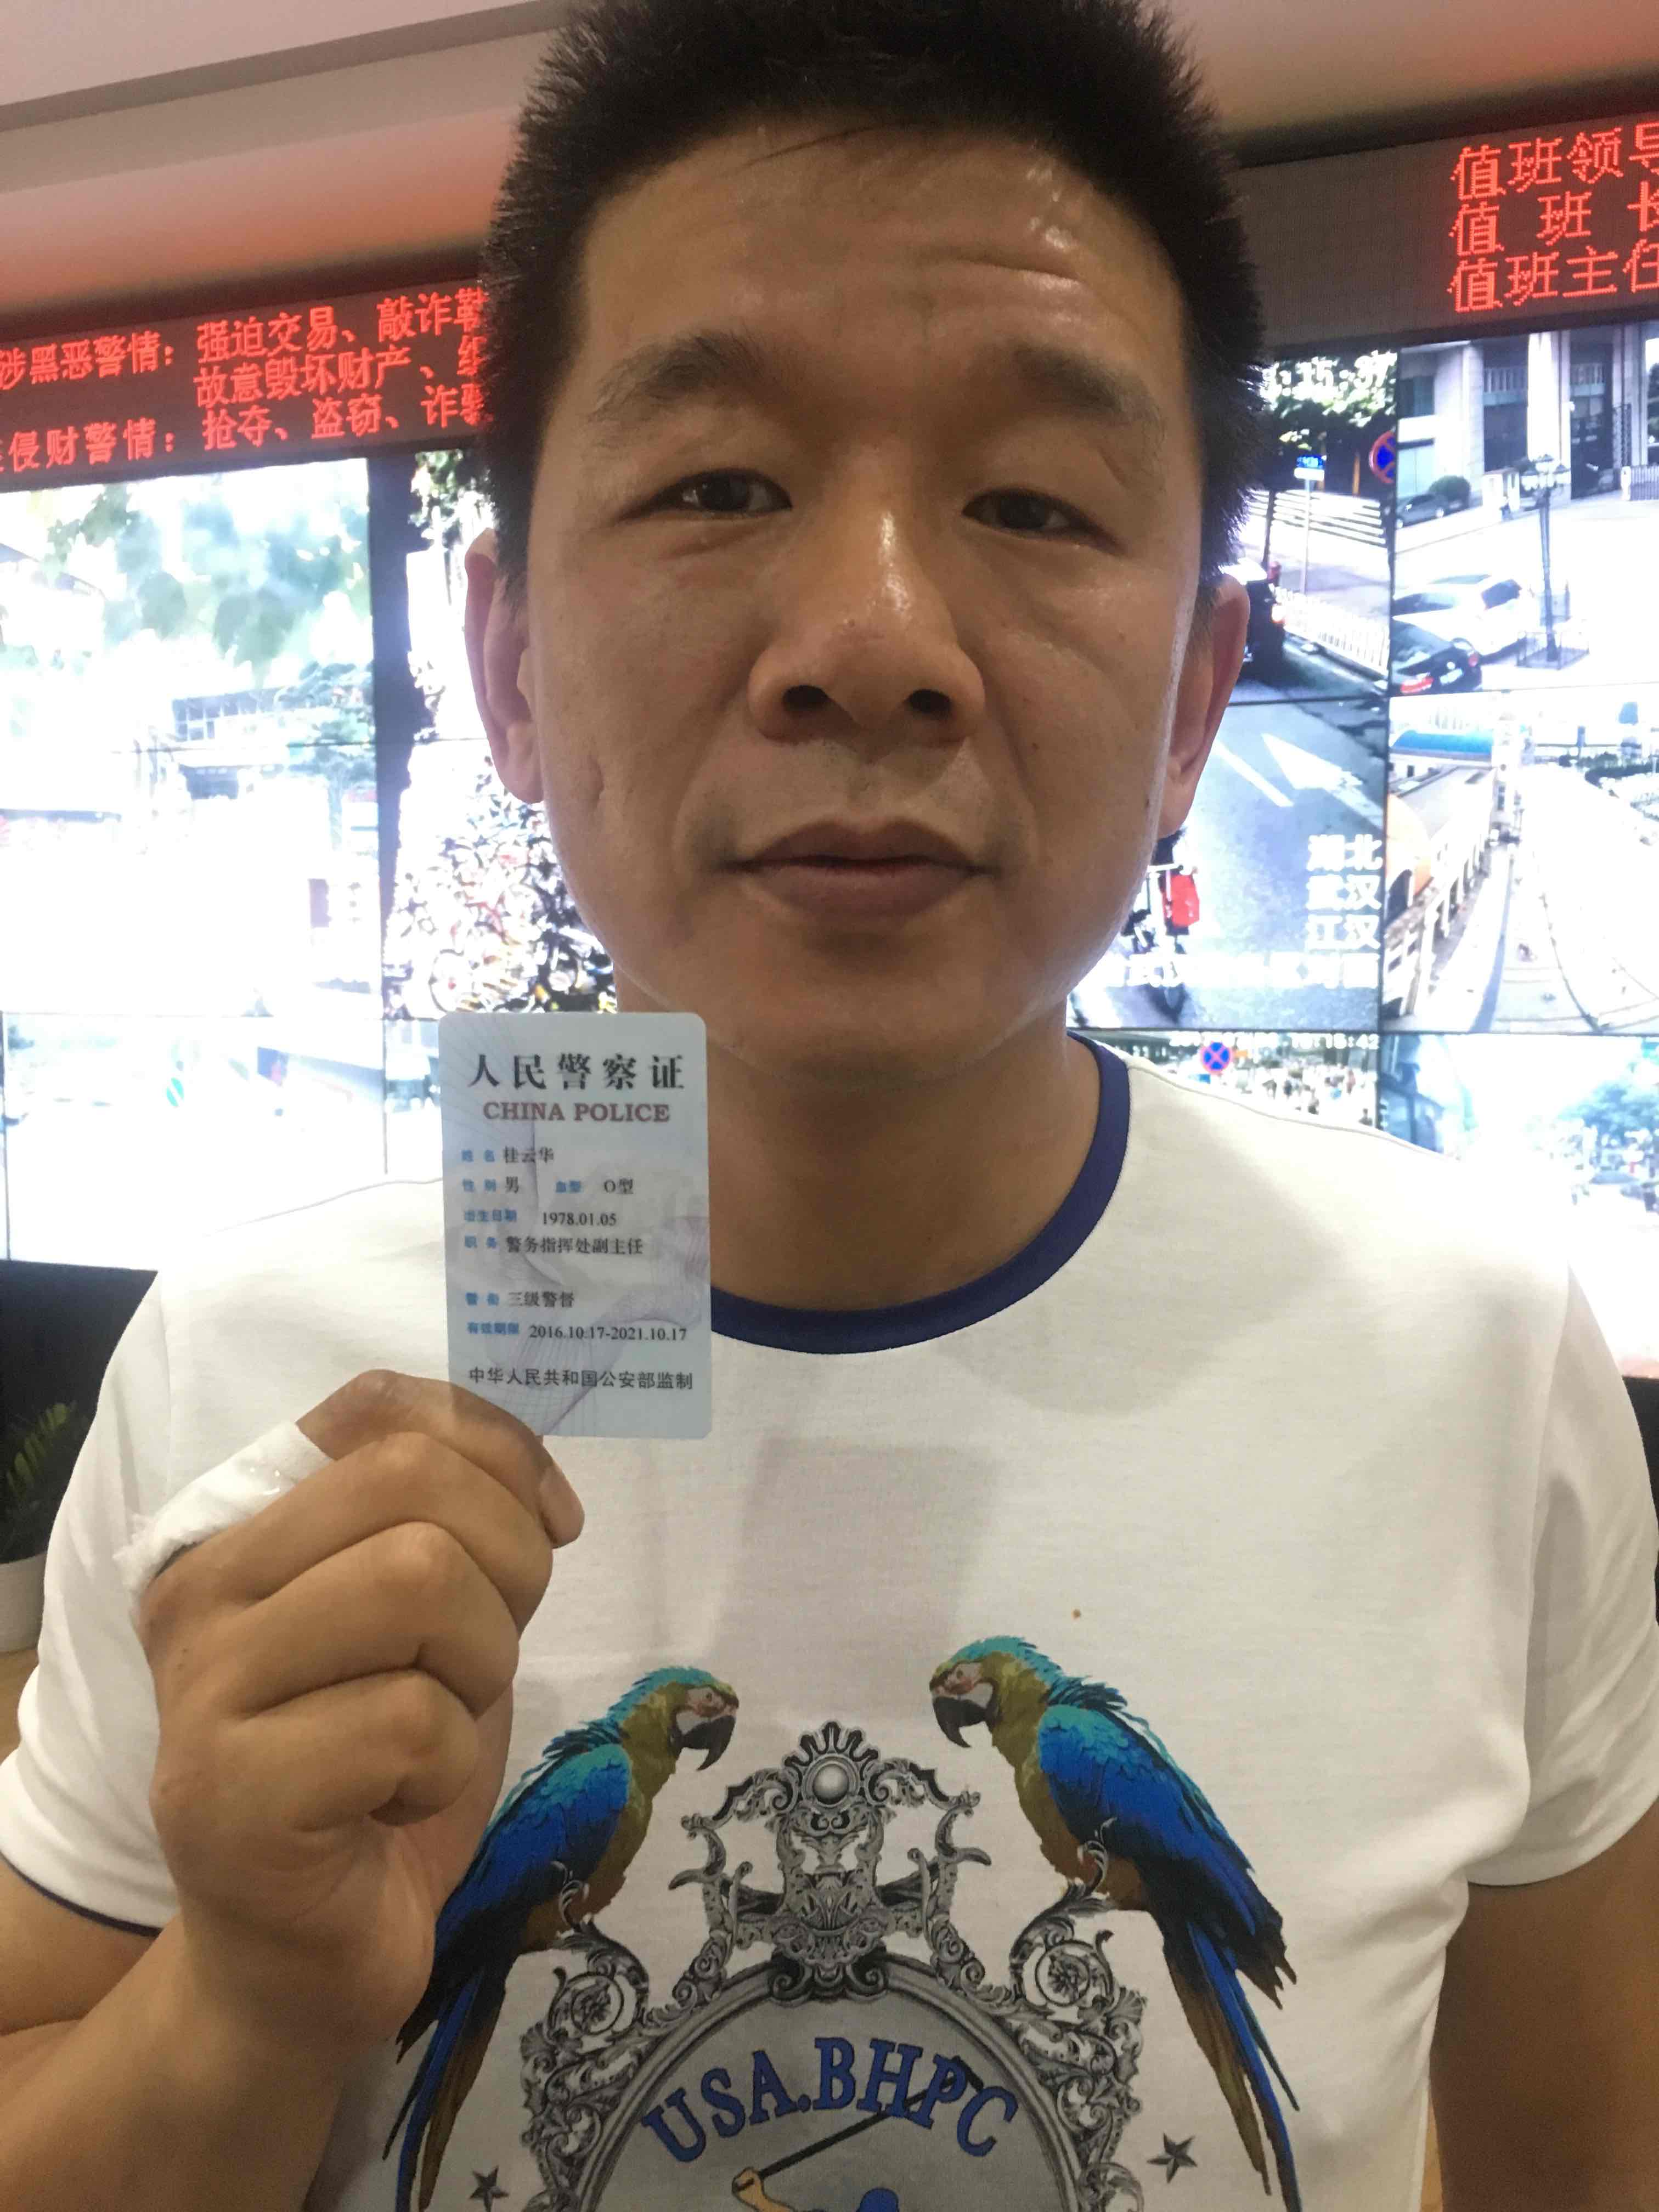 值班领导
值 班 长
值班主任
涉黑恶警情：强迫交易、敲诈勒
故意毁坏财产、
侵财警情：抢夺、盗窃、诈骗
湖北
武汉
江汉
人民警察证
CHINA POLICE
姓 名 桂云华
性 别 男 血型 O型
出生日期 1978.01.05
职 务 警务指挥处副主任
警 衔 三级警督
有效期限 2016.10.17-2021.10.17
中华人民共和国公安部监制
USA.BHPC